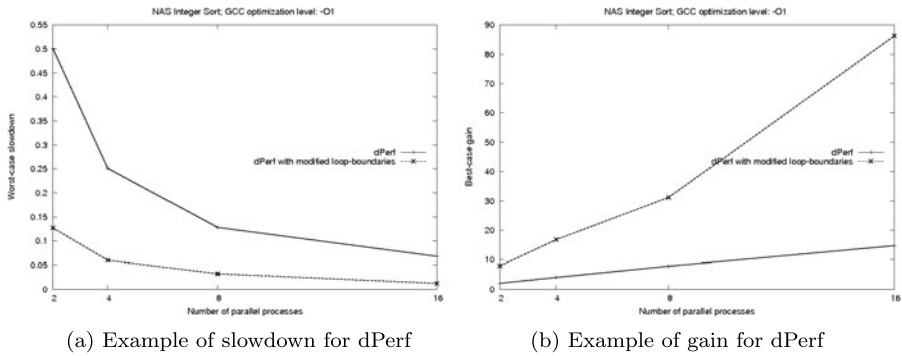 NAS Integer Sort; GCC optimization level: -O1
0.55
0.5
0.45
0.4
0.35
0.3
0.25
0.2
0.15
0.1
0.05
0
Worst-case slowdown
dPerf
dPerf with modified loop-boundaries
2
4
8
16
Number of parallel processes
(a) Example of slowdown for dPerf
NAS Integer Sort; GCC optimization level: -O1
90
80
70
60
50
40
30
20
10
0
Best-case gain
dPerf
dPerf with modified loop-boundaries
2
4
8
16
Number of parallel processes
(b) Example of gain for dPerf